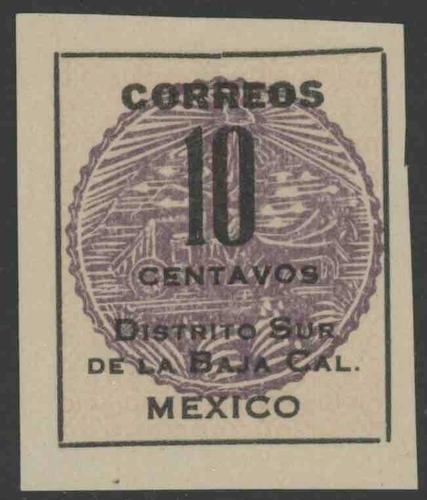 CORREOS
10
CENTAVOS
DISTRITO SUR
DE LA BAJA CAL.
MEXICO